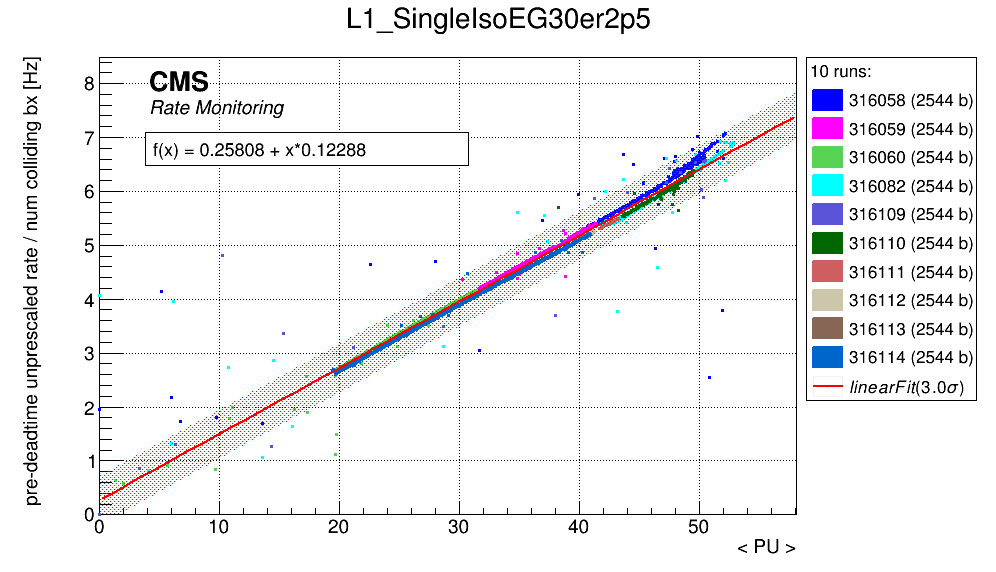 L1_SingleIsoEG30er2p5
pre-deadtime unprescaled rate / num colliding bx [Hz]
8
7
6
5
4
3
2
1
0
CMS
Rate Monitoring
f(x) = 0.25808 + x*0.12288
0 10 20 30 40 50
< PU >
10 runs:
316058 (2544 b)
316059 (2544 b)
316060 (2544 b)
316082 (2544 b)
316109 (2544 b)
316110 (2544 b)
316111 (2544 b)
316112 (2544 b)
316113 (2544 b)
316114 (2544 b)
linearFit(3.0σ)